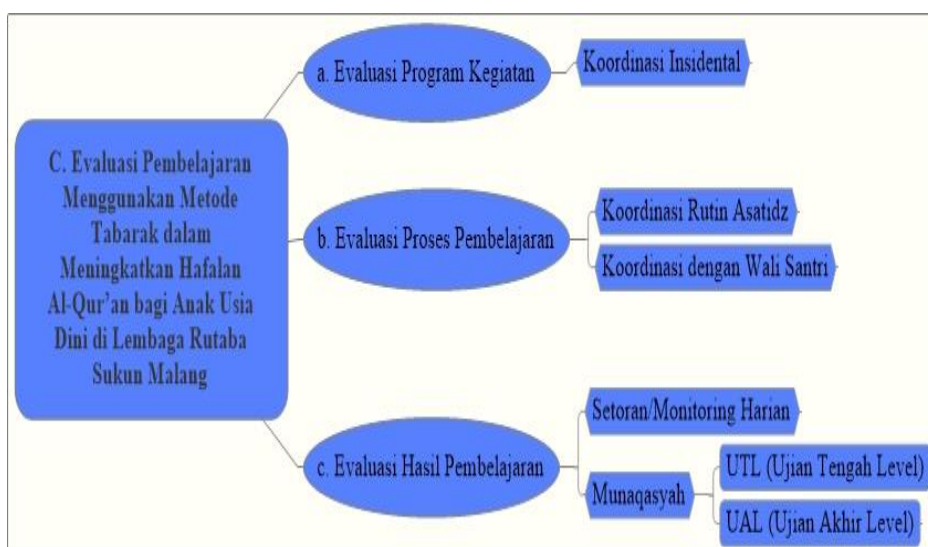 C. Evaluasi Pembelajaran
Menggunakan Metode
Tabarak dalam
Meningkatkan Hafalan
Al-Qur'an bagi Anak Usia
Dini di Lembaga Rutaba
Sukun Malang
a. Evaluasi Program Kegiatan
Koordinasi Insidental
b. Evaluasi Proses Pembelajaran
Koordinasi Rutin Asatidz
Koordinasi dengan Wali Santri
c. Evaluasi Hasil Pembelajaran
Setoran/Monitoring Harian
Munaqasyah
UTL (Ujian Tengah Level)
UAL (Ujian Akhir Level)